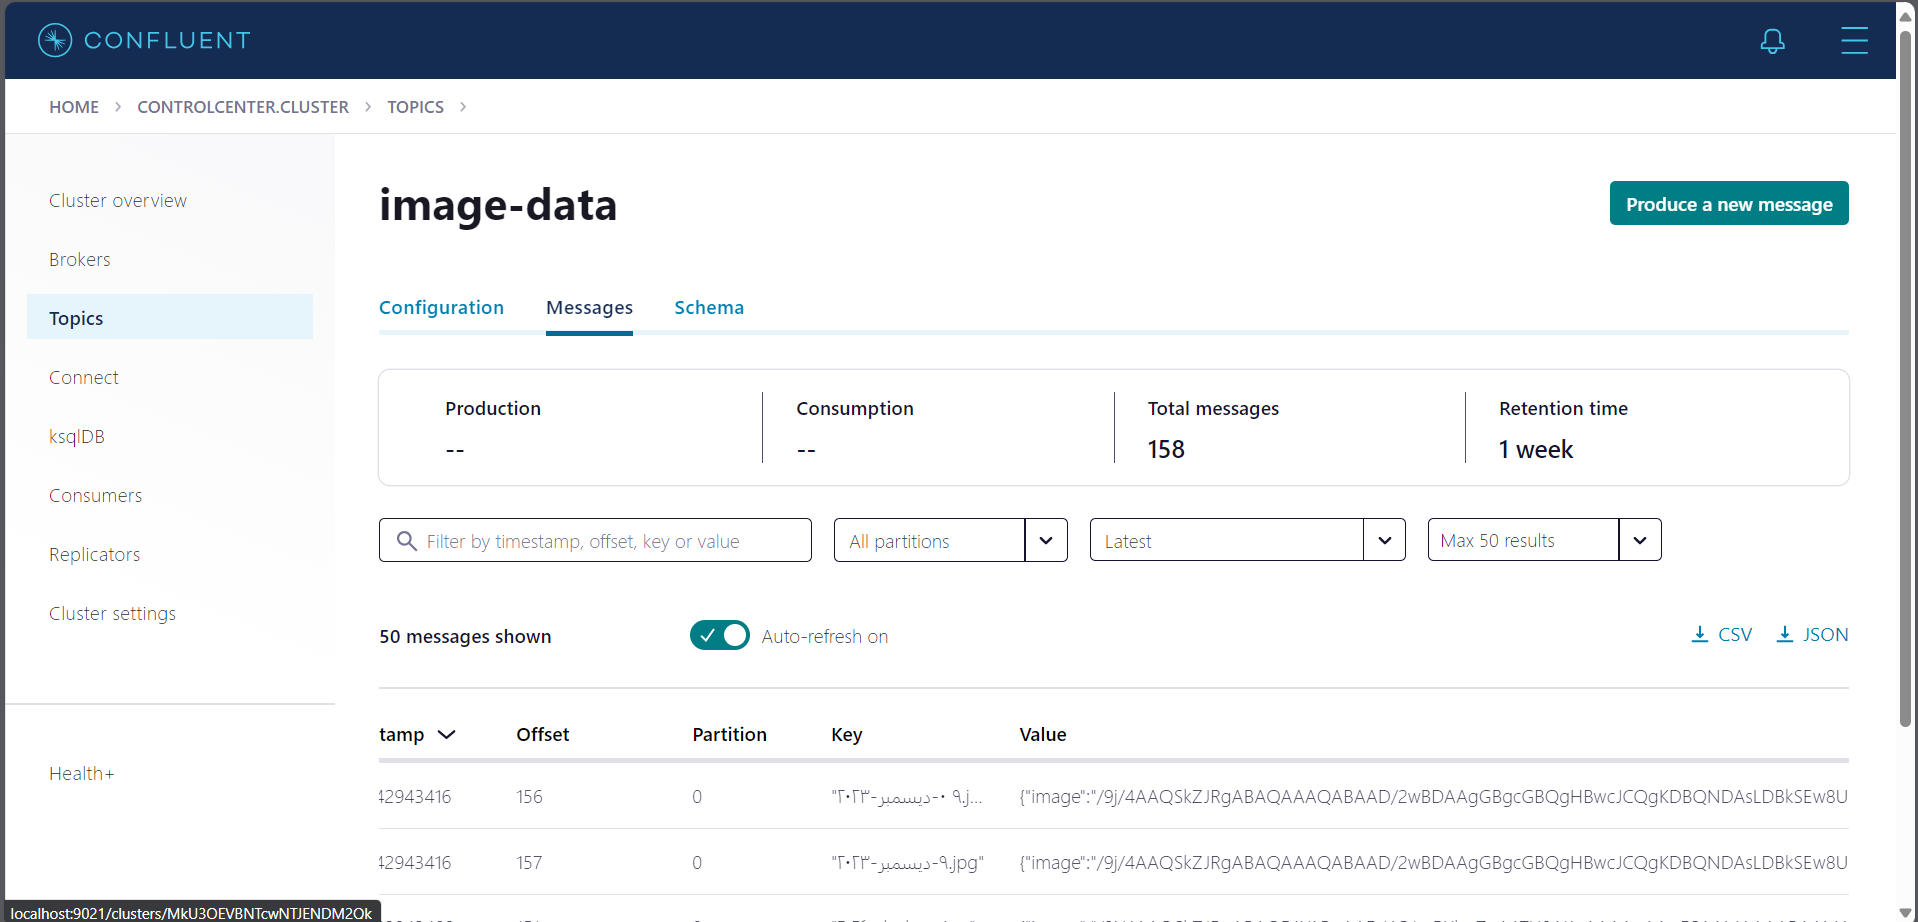 CONFLUENT
HOME > CONTROLCENTER.CLUSTER > TOPICS >
Cluster overview
Brokers
Topics
Connect
ksqlDB
Consumers
Replicators
Cluster settings
Health+
image-data
Produce a new message
Configuration Messages Schema
Production Consumption Total messages Retention time
-- -- 158 1 week
Filter by timestamp, offset, key or value All partitions Latest Max 50 results
50 messages shown Auto-refresh on CSV JSON
tamp Offset Partition Key Value
42943416 156 0 "٢٠٢٣-ديسمبر-٠٩.j... {"image":"/9j/4AAQSkZJRgABAQAAAQABAAD/2wBDAAgGBgcGBQgHBwcJCQgKDBQNDAsLDBkSEw8U
42943416 157 0 "٢٠٢٣-ديسمبر-٩.jpg" {"image":"/9j/4AAQSkZJRgABAQAAAQABAAD/2wBDAAgGBgcGBQgHBwcJCQgKDBQNDAsLDBkSEw8U
localhost:9021/clusters/MkU3OEVBNTcwNTJENDM2Ok